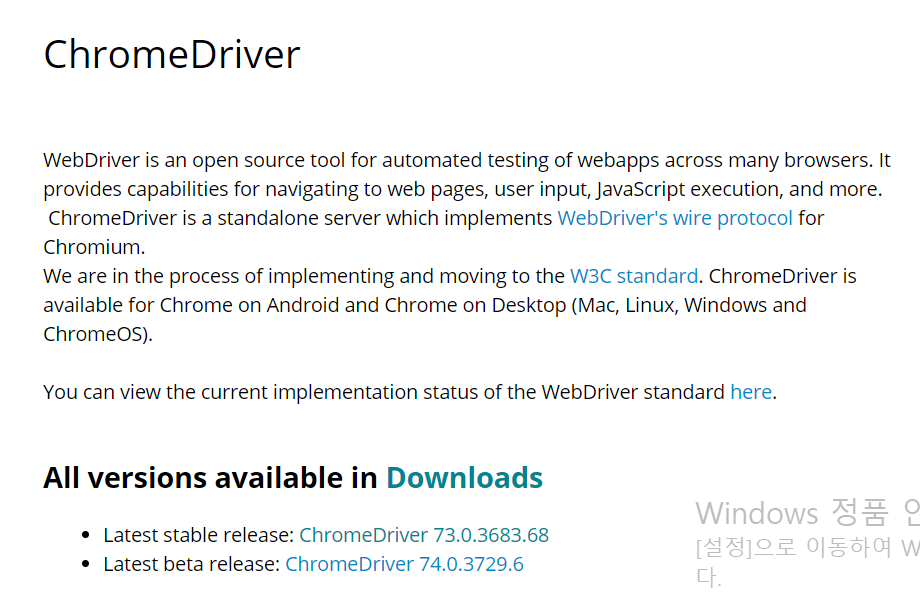 ChromeDriver
WebDriver is an open source tool for automated testing of webapps across many browsers. It
provides capabilities for navigating to web pages, user input, JavaScript execution, and more.
ChromeDriver is a standalone server which implements WebDriver's wire protocol for
Chromium.
We are in the process of implementing and moving to the W3C standard. ChromeDriver is
available for Chrome on Android and Chrome on Desktop (Mac, Linux, Windows and
ChromeOS).
You can view the current implementation status of the WebDriver standard here.
All versions available in Downloads
• Latest stable release: ChromeDriver 73.0.3683.68
• Latest beta release: ChromeDriver 74.0.3729.6
Windows 정품
[설정]으로 이동하여 W
다.